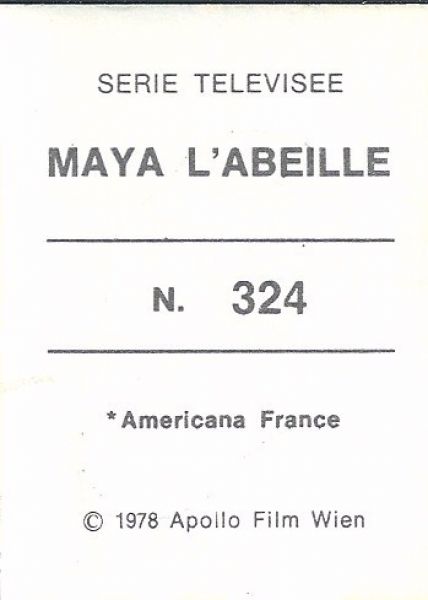 SERIE TELEVISEE
MAYA L'ABEILLE
N. 324
*Americana France
© 1978 Apollo Film Wien